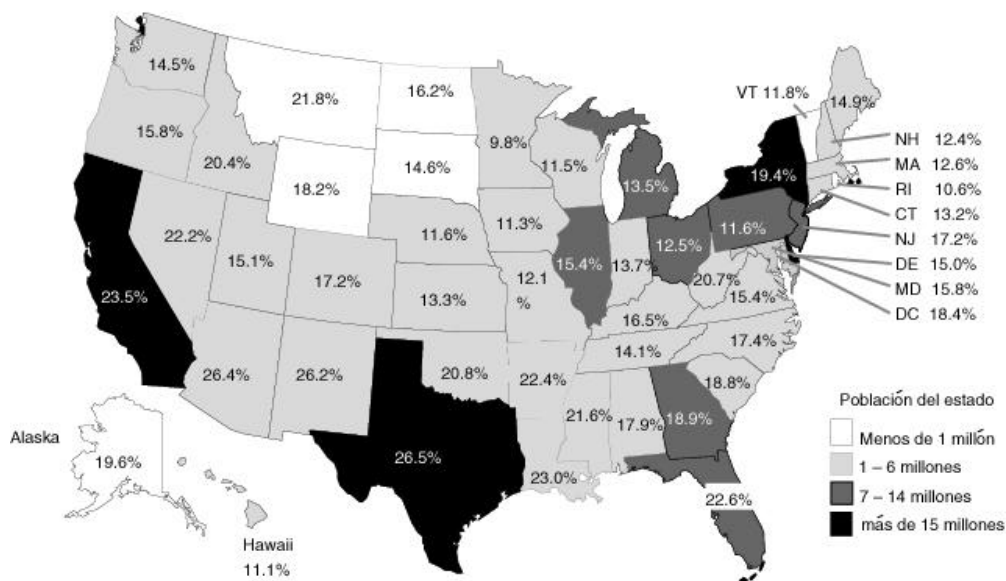 14.5%
21.8%
16.2%
9.8%
VT 11.8%
14.9%
15.8%
20.4%
18.2%
14.6%
11.5%
13.5%
19.4%
NH 12.4%
MA 12.6%
RI 10.6%
CT 13.2%
NJ 17.2%
DE 15.0%
MD 15.8%
DC 18.4%
22.2%
15.1%
17.2%
11.6%
11.3%
15.4%
13.7%
12.5%
11.6%
20.7%
15.4%
23.5%
13.3%
12.1
%
16.5%
17.4%
14.1%
26.4%
26.2%
20.8%
22.4%
18.8%
21.6%
17.9%
18.9%
26.5%
23.0%
22.6%
Alaska
19.6%
Hawaii
11.1%
Población del estado
Menos de 1 millón
1 – 6 millones
7 – 14 millones
más de 15 millones